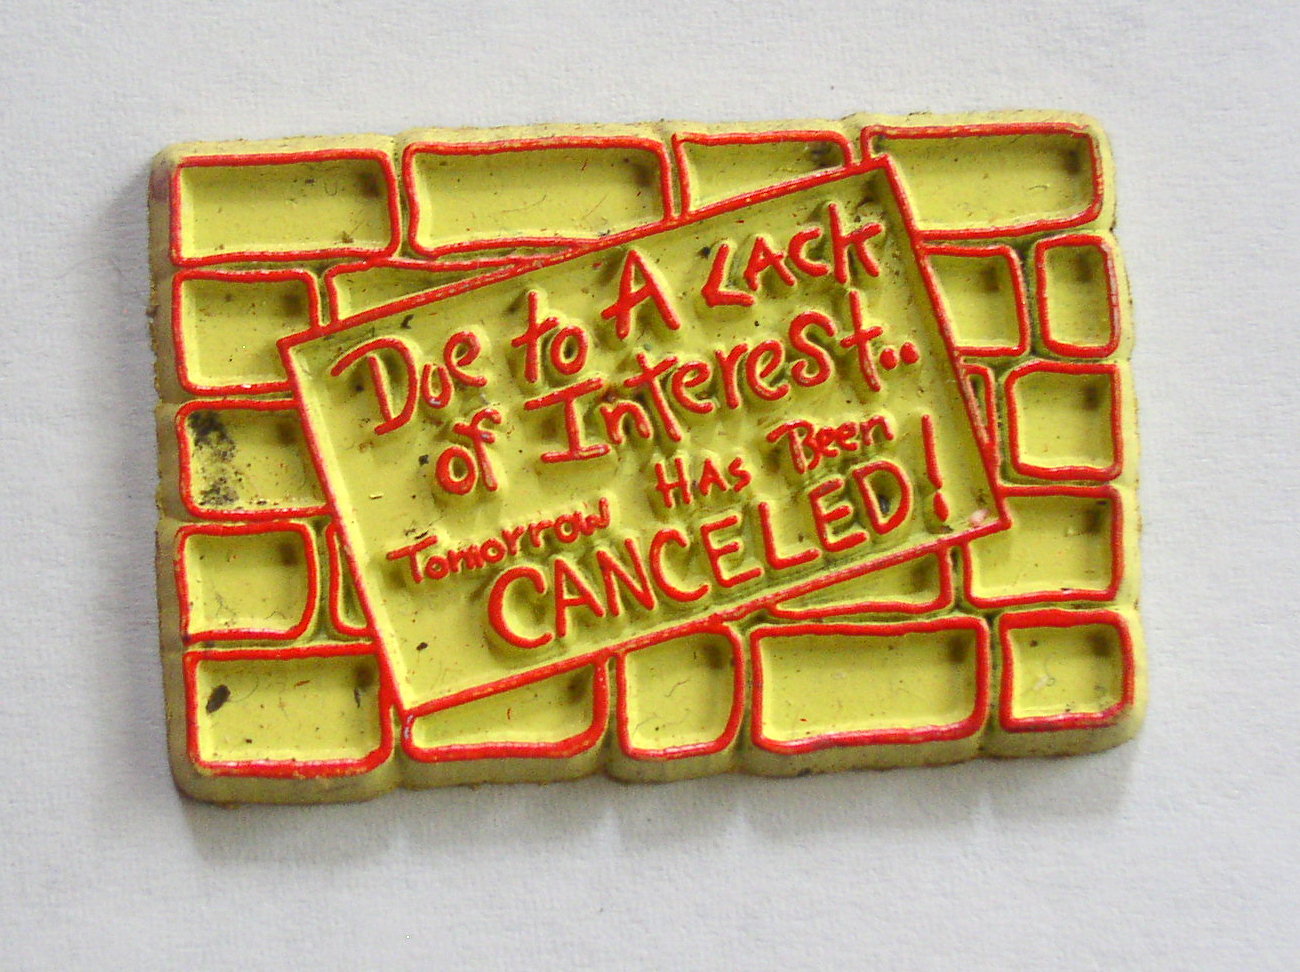 Due to A LACK
of Interest..
Tomorrow HAs Been
CANCELED!